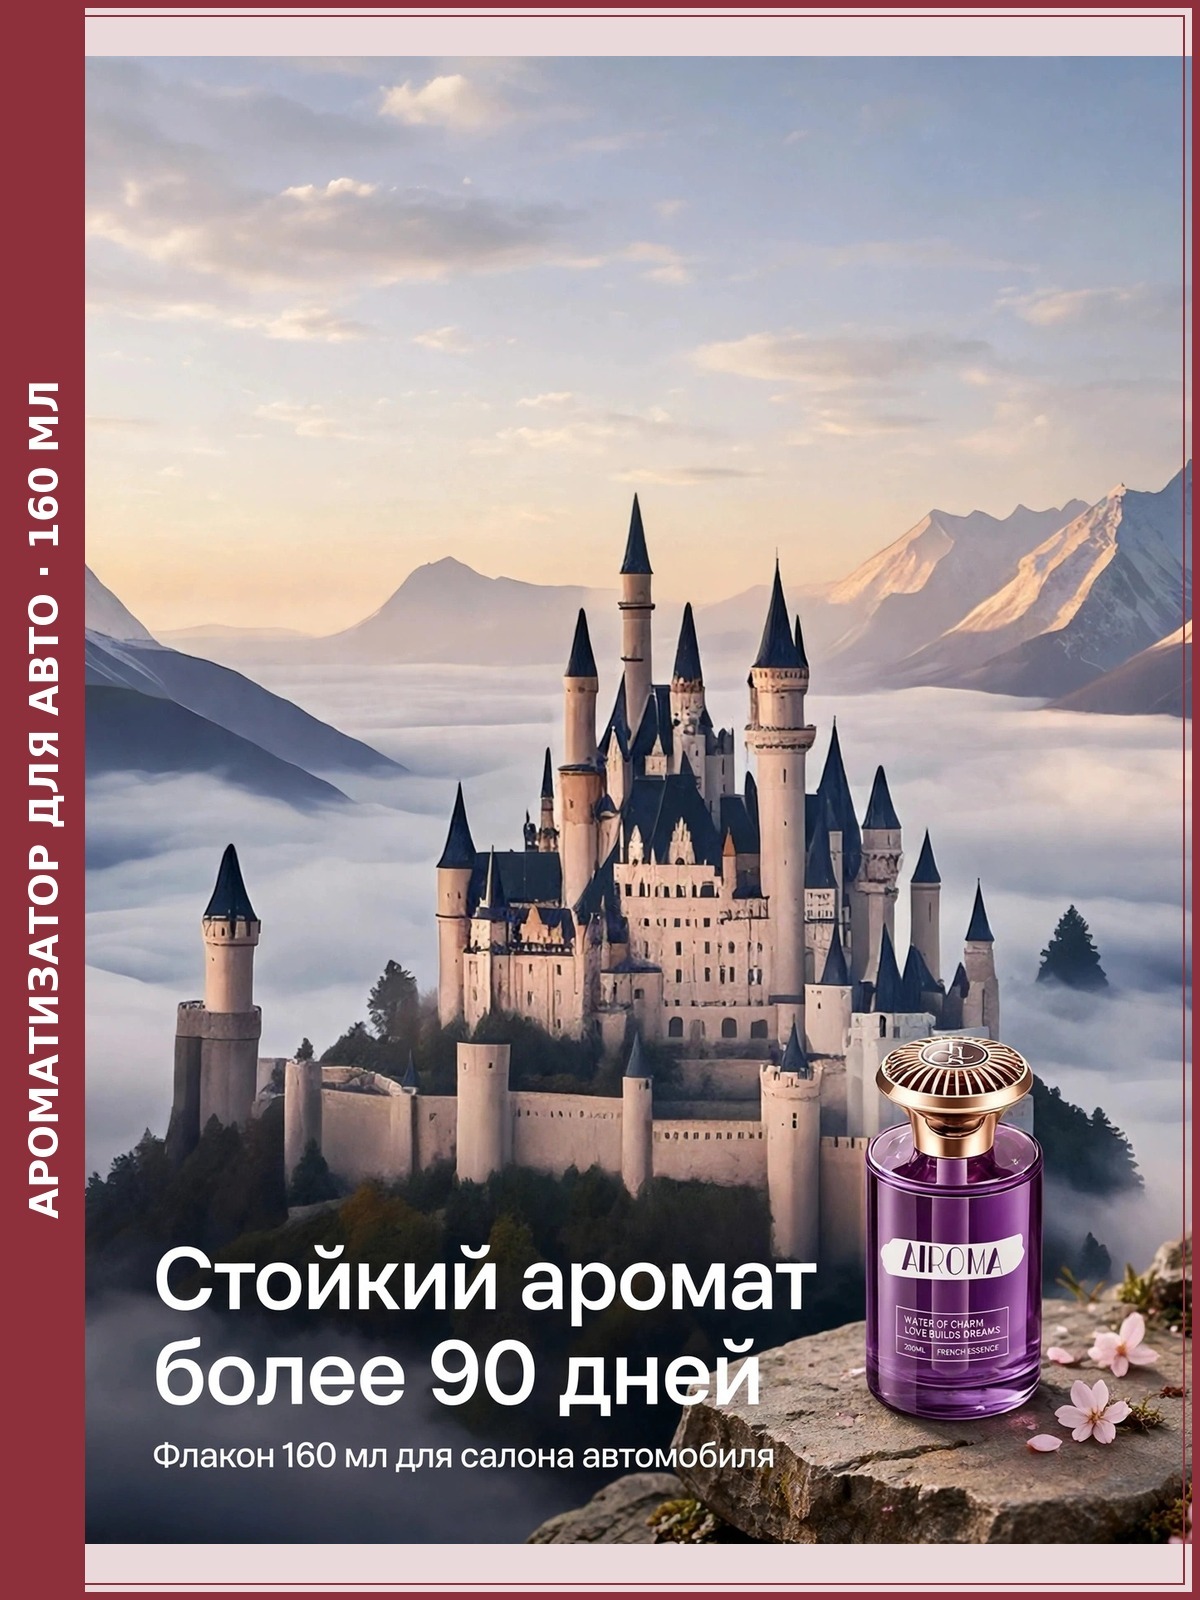 АРОМАТИЗАТОР ДЛЯ АВТО · 160 МЛ
AIROMA
WATER OF CHARM
LOVE BUILDS DREAMS
200ML FRENCH ESSENCE
Стойкий аромат
более 90 дней
Флакон 160 мл для салона автомобиля